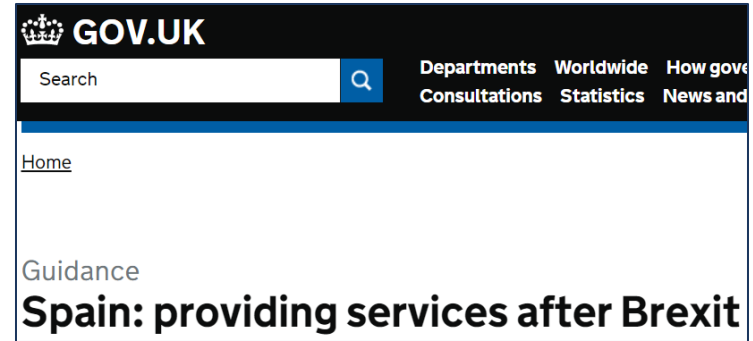 GOV.UK
Search
Departments Worldwide How gove
Consultations Statistics News and
Home
Guidance
Spain: providing services after Brexit